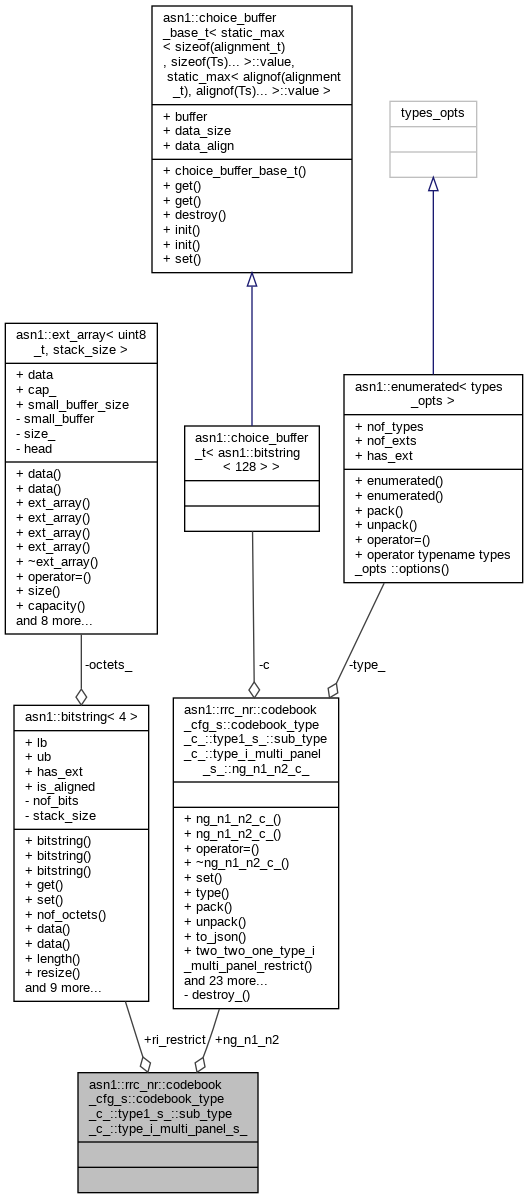 asn1::choice_buffer
_base_t< static_max
< sizeof(alignment_t)
, sizeof(Ts)... >::value,
static_max< alignof(alignment
_t), alignof(Ts)... >::value >
+ buffer
+ data_size
+ data_align
+ choice_buffer_base_t()
+ get()
+ get()
+ destroy()
+ init()
+ init()
+ set()
types_opts
asn1::ext_array< uint8
_t, stack_size >
+ data
+ cap_
+ small_buffer_size
- small_buffer
- size_
- head
+ data()
+ data()
+ ext_array()
+ ext_array()
+ ext_array()
+ ext_array()
+ ~ext_array()
+ operator=()
+ size()
+ capacity()
and 8 more...
asn1::choice_buffer
_t< asn1::bitstring
< 128 > >
asn1::enumerated< types
_opts >
+ nof_types
+ nof_exts
+ has_ext
+ enumerated()
+ enumerated()
+ pack()
+ unpack()
+ operator=()
+ operator typename types
_opts ::options()
-octets_
-c
-type_
asn1::bitstring< 4 >
+ lb
+ ub
+ has_ext
+ is_aligned
- nof_bits
- stack_size
+ bitstring()
+ bitstring()
+ bitstring()
+ get()
+ set()
+ nof_octets()
+ data()
+ data()
+ length()
+ resize()
and 9 more...
asn1::rrc_nr::codebook
_cfg_s::codebook_type
_c_::type1_s_::sub_type
_c_::type_i_multi_panel
_s_::ng_n1_n2_c_
+ ng_n1_n2_c_()
+ ng_n1_n2_c_()
+ operator=()
+ ~ng_n1_n2_c_()
+ set()
+ type()
+ pack()
+ unpack()
+ to_json()
+ two_two_one_type_i
_multi_panel_restrict()
and 23 more...
- destroy_()
+ri_restrict
+ng_n1_n2
asn1::rrc_nr::codebook
_cfg_s::codebook_type
_c_::type1_s_::sub_type
_c_::type_i_multi_panel_s_